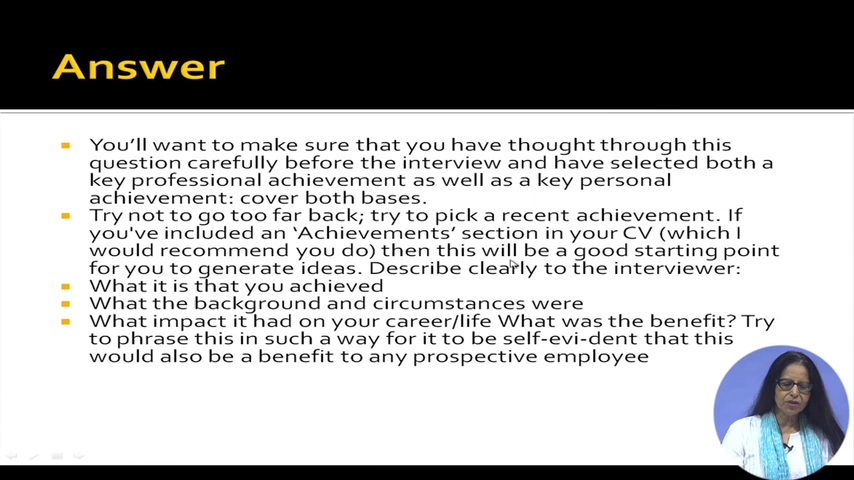 Answer
You'll want to make sure that you have thought through this
question carefully before the interview and have selected both a
key professional achievement as well as a key personal
achievement: cover both bases.
Try not to go too far back; try to pick a recent achievement. If
you've included an 'Achievements' section in your CV (which I
would recommend you do) then this will be a good starting point
for you to generate ideas. Describe clearly to the interviewer:
What it is that you achieved
What the background and circumstances were
What impact it had on your career/life What was the benefit? Try
to phrase this in such a way for it to be self-evi-dent that this
would also be a benefit to any prospective employee